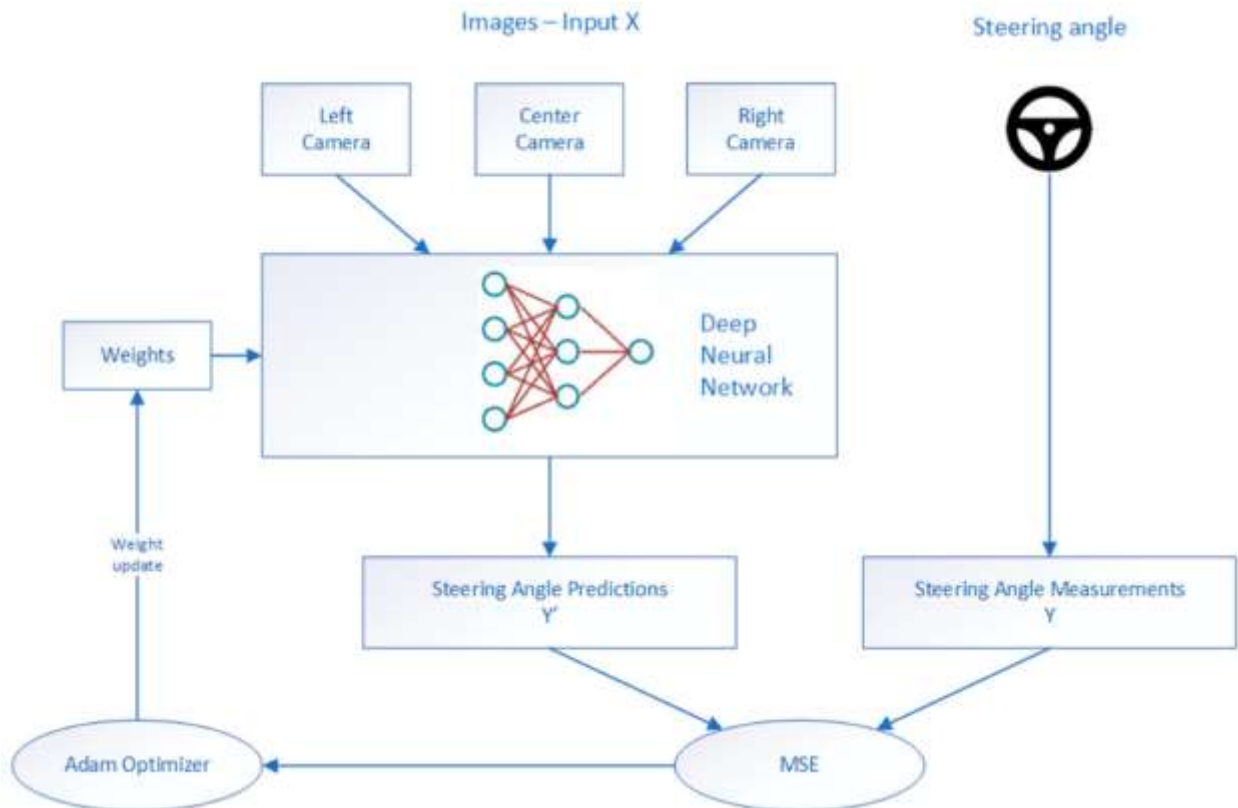 Images – Input X
Steering angle
Left
Camera
Center
Camera
Right
Camera
Deep
Neural
Network
Weights
Weight
update
Steering Angle Predictions
Y'
Steering Angle Measurements
Y
Adam Optimizer
MSE